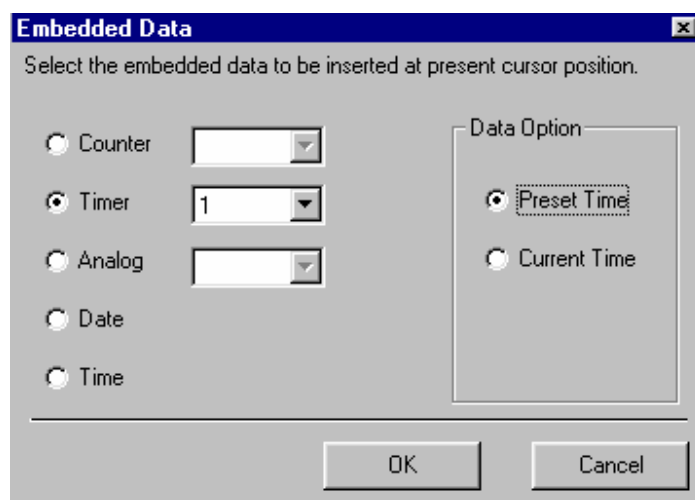 Embedded Data
Select the embedded data to be inserted at present cursor position.
Counter
Timer 1
Analog
Date
Time
Data Option
Preset Time
Current Time
OK Cancel